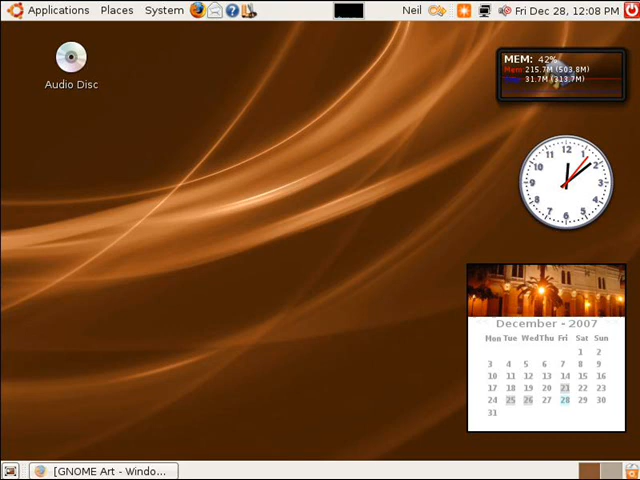 Applications Places System Neil Fri Dec 28, 12:08 PM
Audio Disc
MEM: 42%
Mem 215.7M (503.8M)
31.7M (313.7M)
12
1
2
3
4
5
6
7
8
9
10
11
December - 2007
Mon Tue Wed Thu Fri Sat Sun
1 2
3 4 5 6 7 8 9
10 11 12 13 14 15 16
17 18 19 20 21 22 23
24 25 26 27 28 29 30
31
[GNOME Art - Windo...